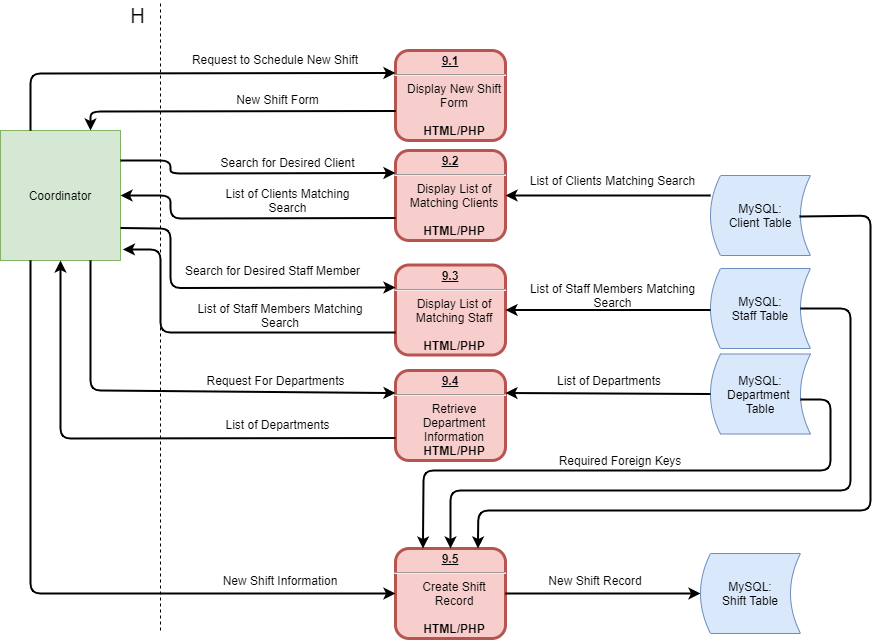 H
Request to Schedule New Shift
9.1
Display New Shift
Form
HTML/PHP
New Shift Form
Search for Desired Client
9.2
Display List of
Matching Clients
HTML/PHP
List of Clients Matching
Search
List of Clients Matching Search
MySQL:
Client Table
Coordinator
Search for Desired Staff Member
9.3
Display List of
Matching Staff
HTML/PHP
List of Staff Members Matching
Search
List of Staff Members Matching
Search
MySQL:
Staff Table
Request For Departments
9.4
Retrieve
Department
Information
HTML/PHP
List of Departments
List of Departments
MySQL:
Department
Table
Required Foreign Keys
New Shift Information
9.5
Create Shift
Record
HTML/PHP
New Shift Record
MySQL:
Shift Table